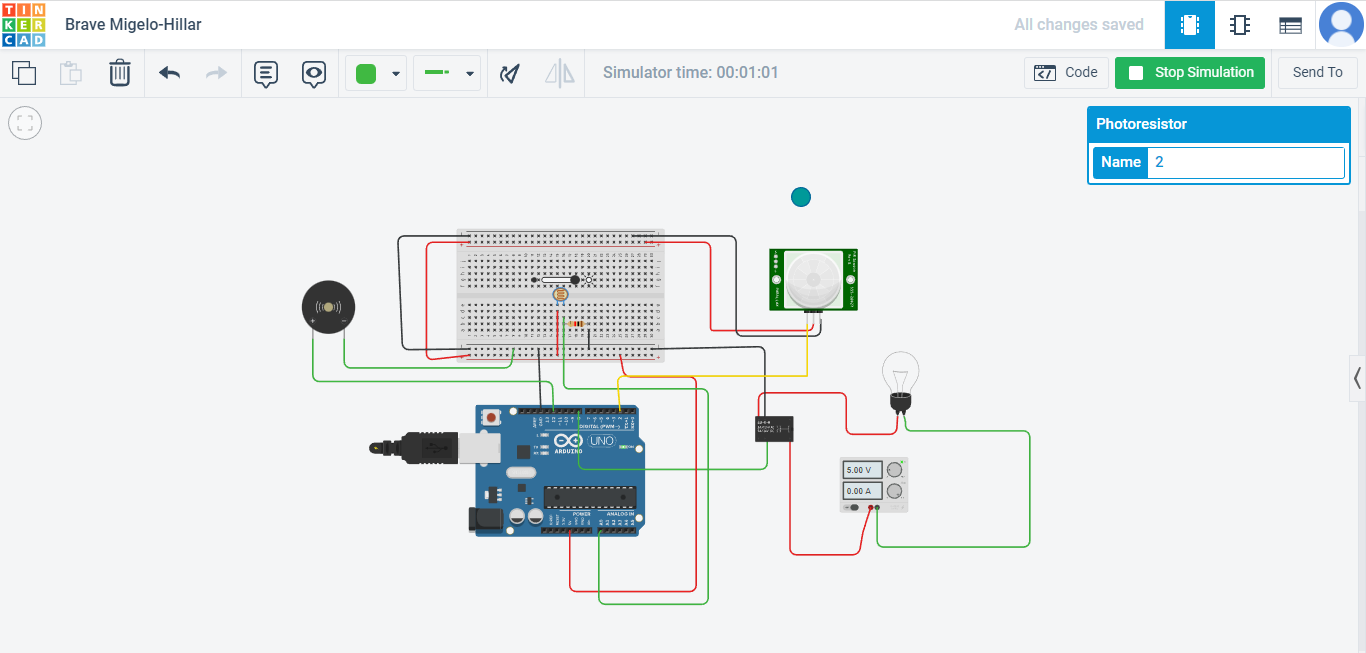 TIN
KER
CAD
Brave Migelo-Hillar
All changes saved
Simulator time: 00:01:01
Code
Stop Simulation
Send To
Photoresistor
Name 2
DIGITAL (PWM~)
UNO
ARDUINO
POWER
ANALOG IN
5.00 V
0.00 A